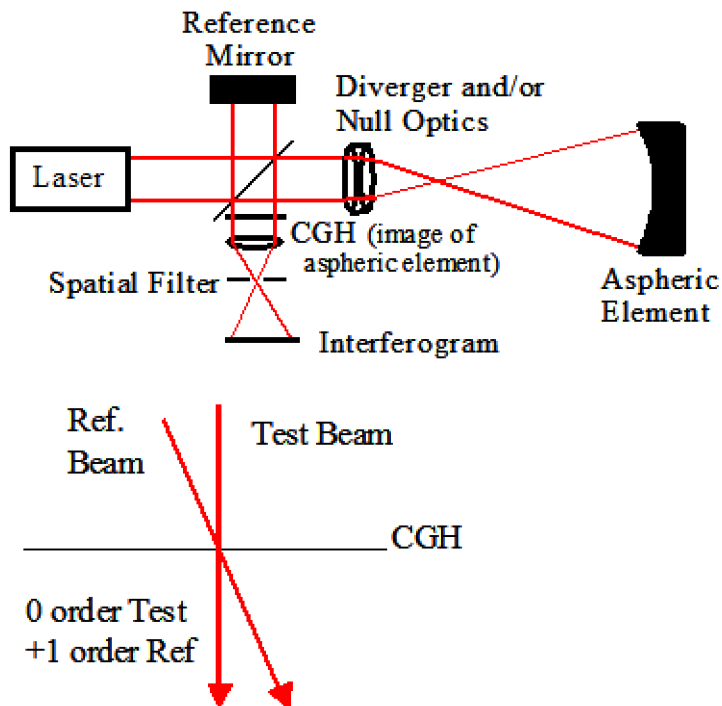 Reference
Mirror
Diverger and/or
Null Optics
Laser
CGH (image of
aspheric element)
Spatial Filter
Aspheric
Element
Interferogram
Ref.
Beam
Test Beam
CGH
0 order Test
+1 order Ref